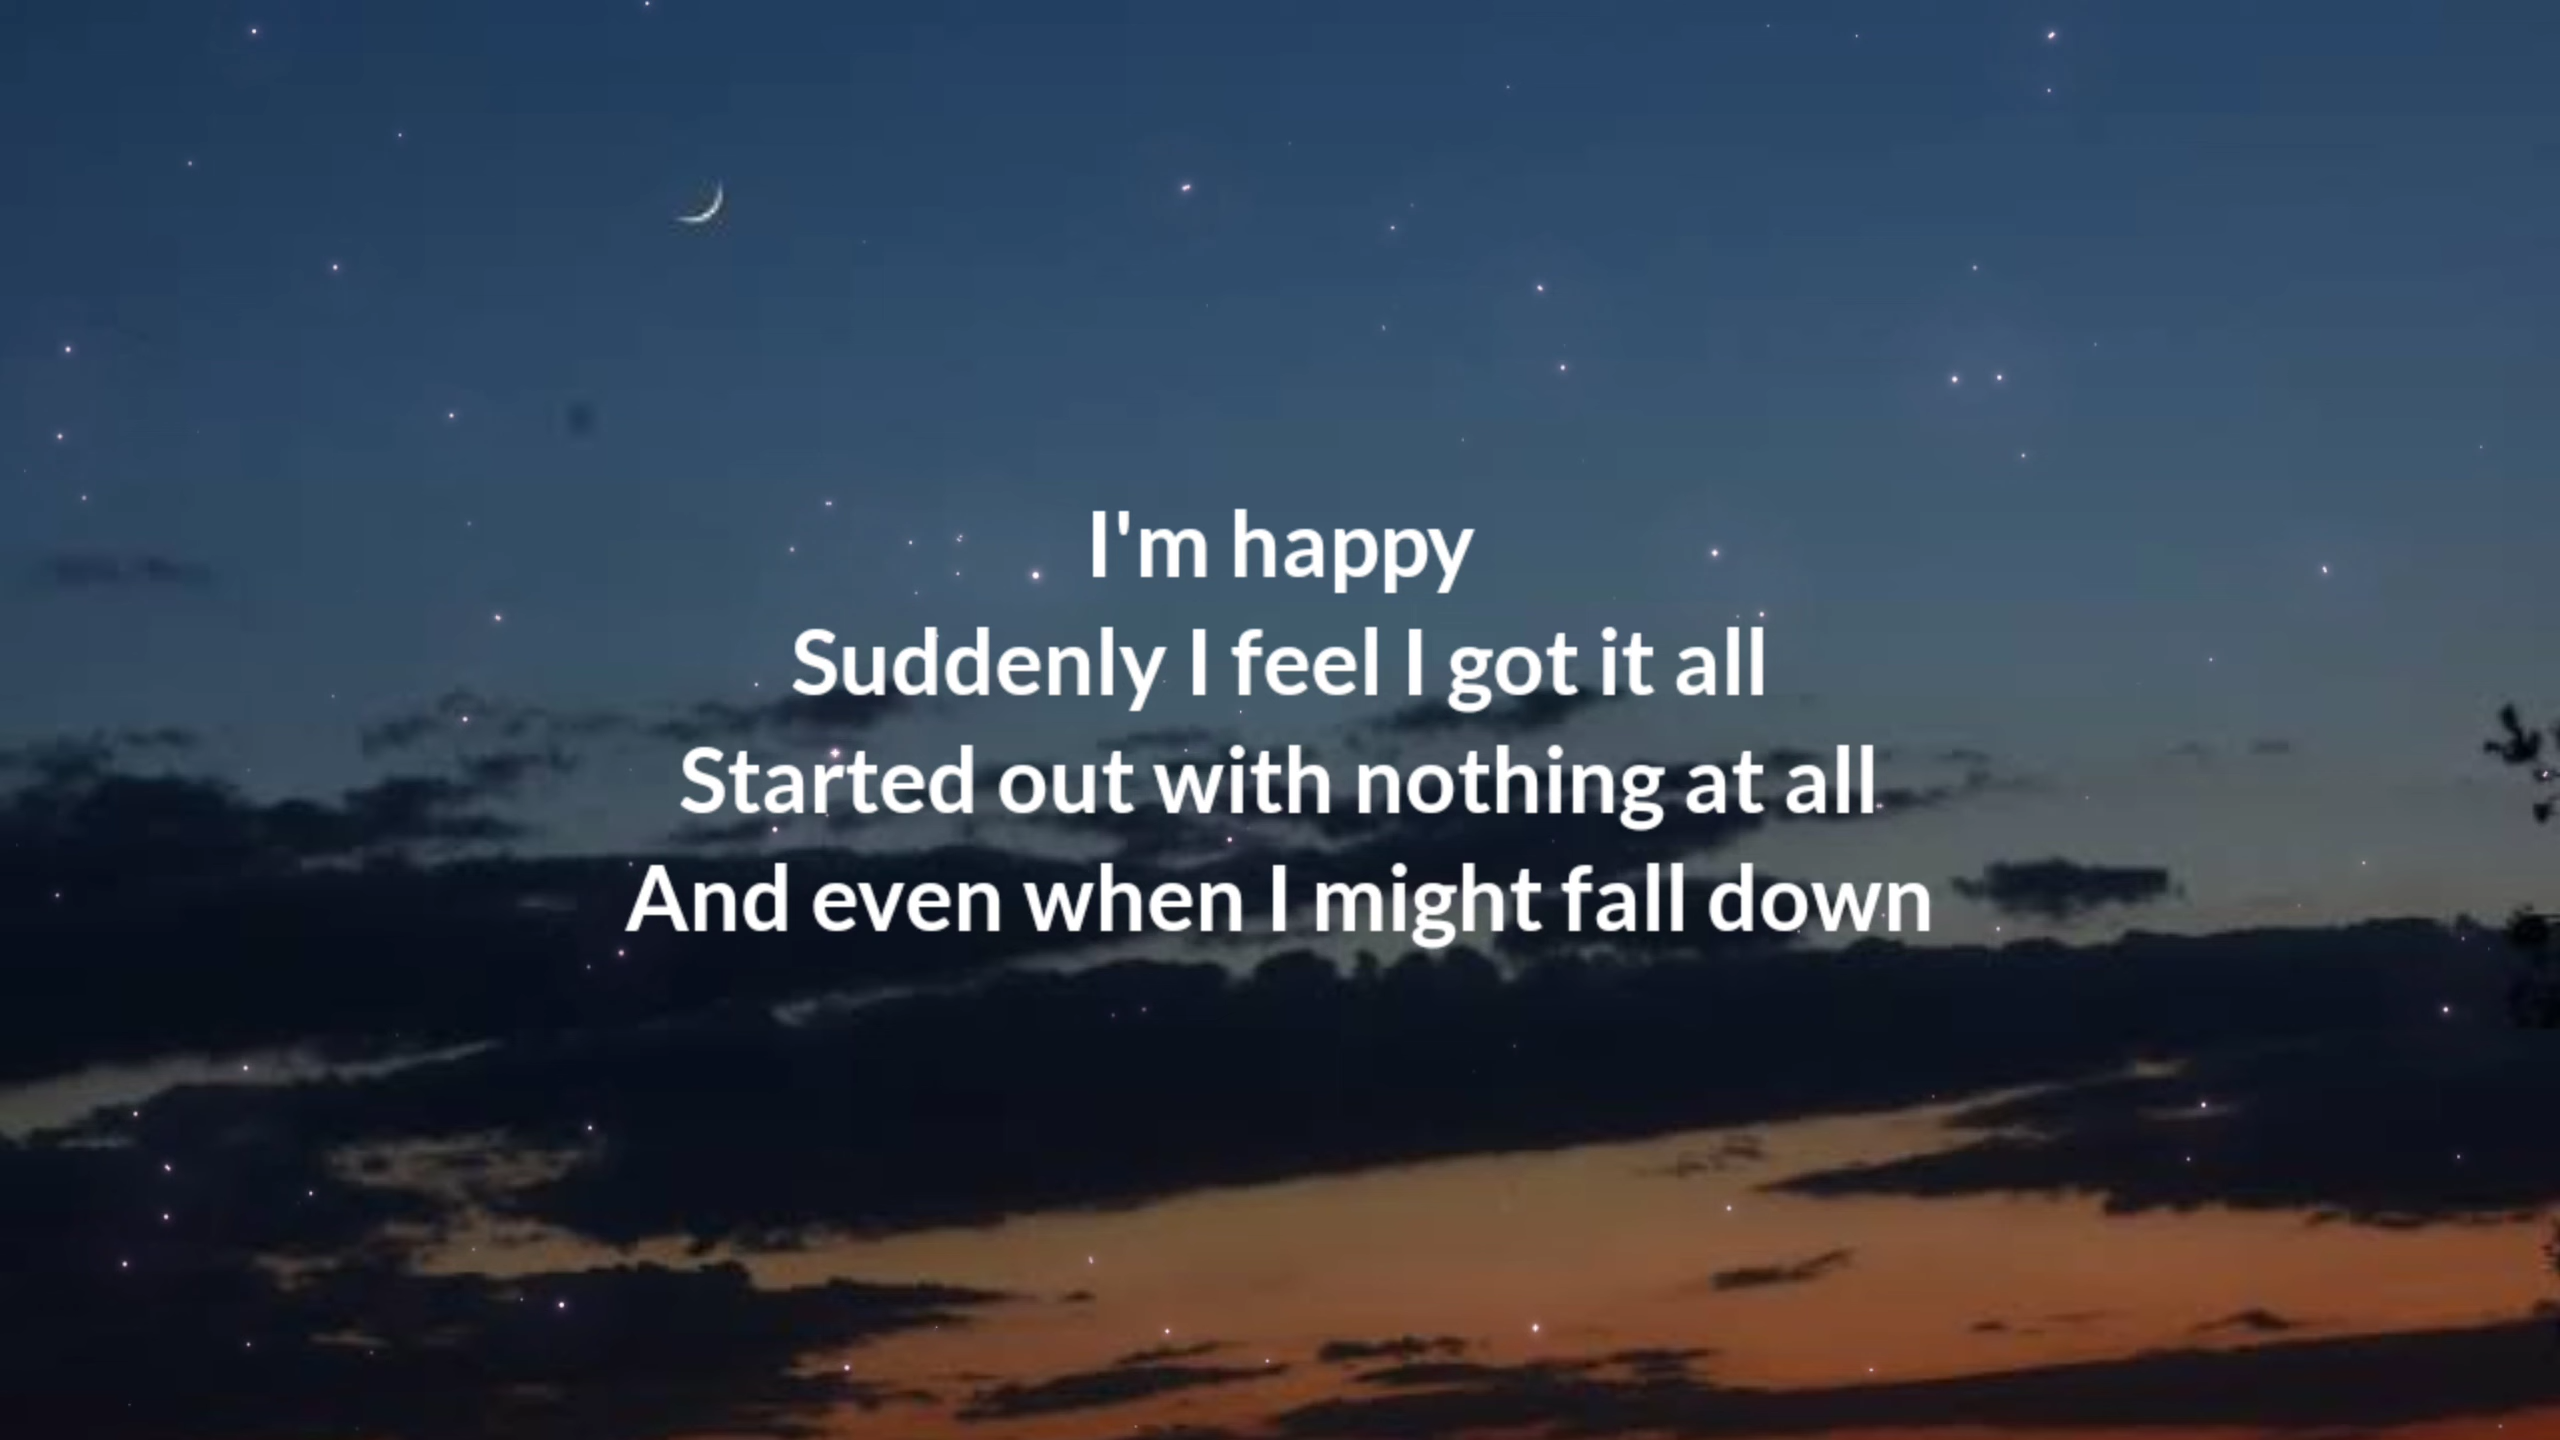 I'm happy
Suddenly I feel I got it all
Started out with nothing at all
And even when I might fall down